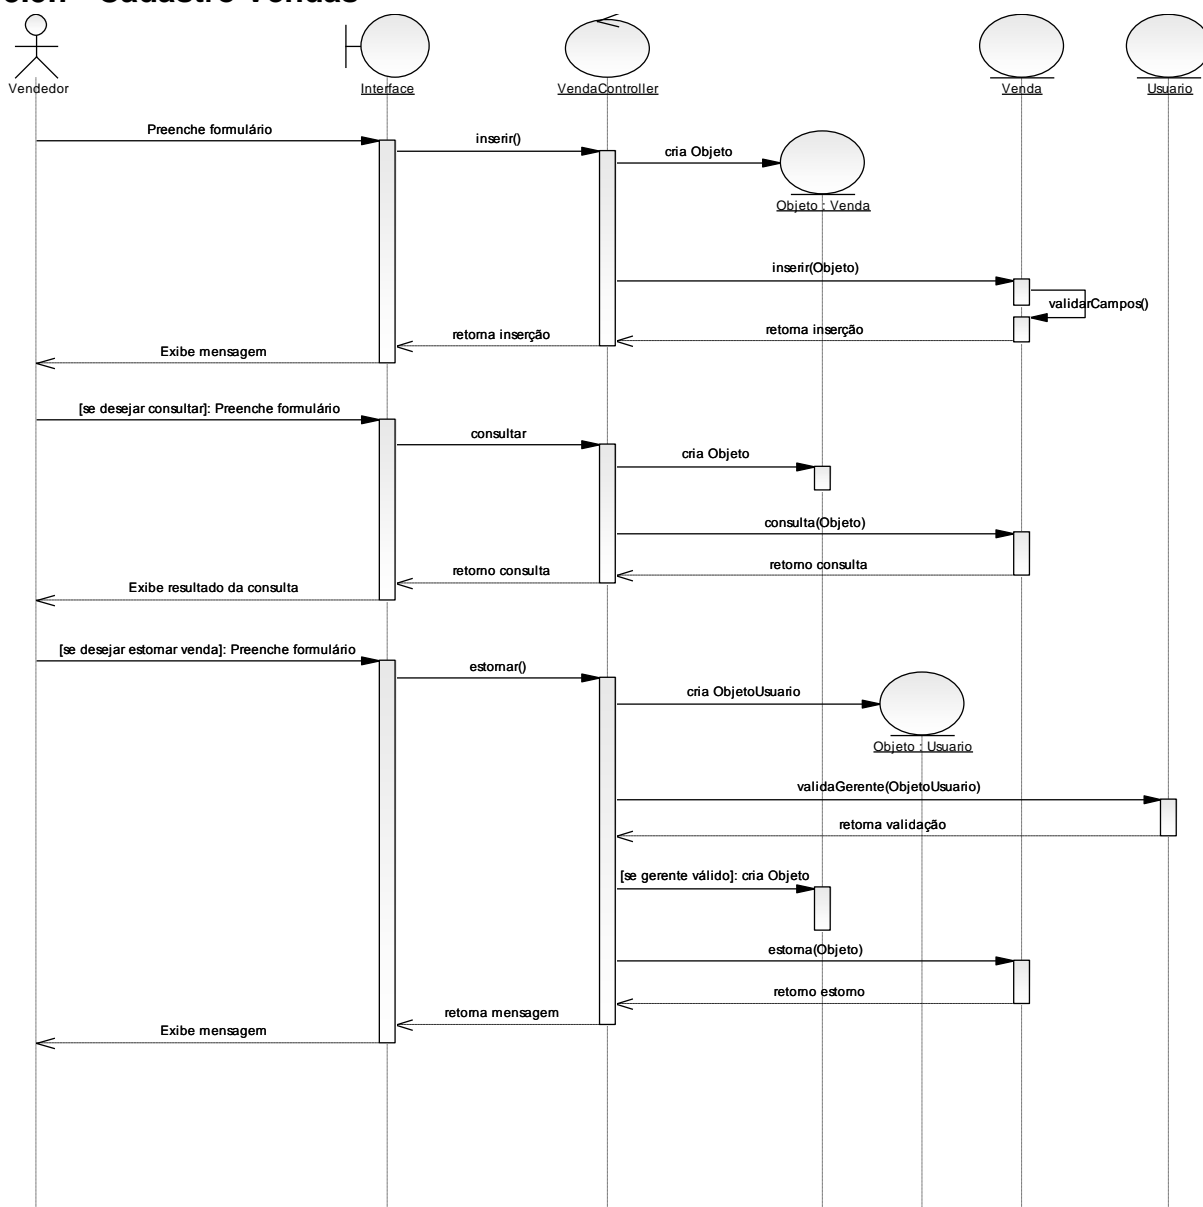 Cadastro Vendas
Vendedor
Interface
VendaController
Venda
Usuario
Preenche formulário
inserir()
cria Objeto
Objeto : Venda
inserir(Objeto)
validarCampos()
retorna inserção
retorna inserção
Exibe mensagem
[se desejar consultar]: Preenche formulário
consultar
cria Objeto
consulta(Objeto)
retorno consulta
retorno consulta
Exibe resultado da consulta
[se desejar estornar venda]: Preenche formulário
estornar()
cria ObjetoUsuario
Objeto : Usuario
validaGerente(ObjetoUsuario)
retorna validação
[se gerente válido]: cria Objeto
estorna(Objeto)
retorno estorno
retorna mensagem
Exibe mensagem